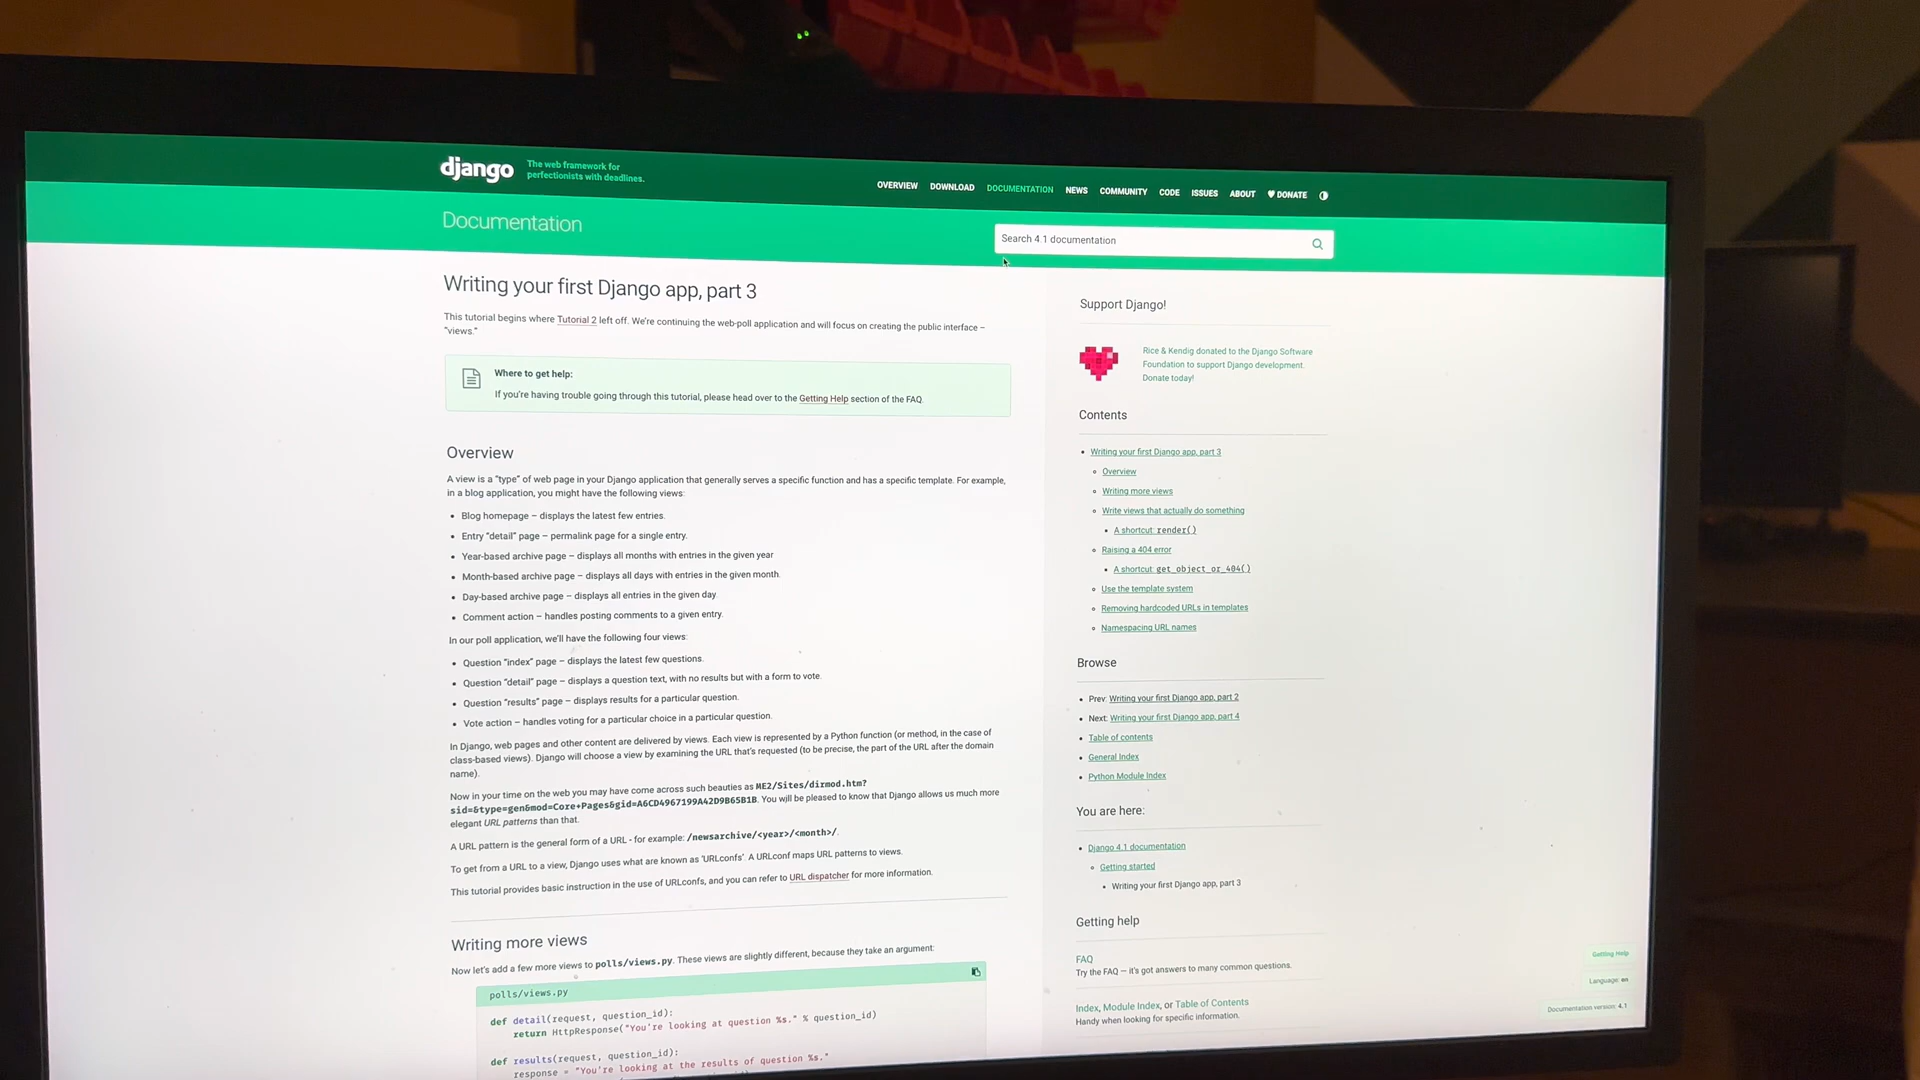 django
The web framework for
perfectionists with deadlines.
OVERVIEW DOWNLOAD DOCUMENTATION NEWS COMMUNITY CODE ISSUES ABOUT ♥ DONATE
Documentation
Search 4.1 documentation
Writing your first Django app, part 3
This tutorial begins where Tutorial 2 left off. We're continuing the web-poll application and will focus on creating the public interface –
"views."
Where to get help:
If you're having trouble going through this tutorial, please head over to the Getting Help section of the FAQ.
Overview
A view is a "type" of web page in your Django application that generally serves a specific function and has a specific template. For example,
in a blog application, you might have the following views:
• Blog homepage – displays the latest few entries.
• Entry "detail" page – permalink page for a single entry.
• Year-based archive page – displays all months with entries in the given year
• Month-based archive page – displays all days with entries in the given month.
• Day-based archive page – displays all entries in the given day
• Comment action – handles posting comments to a given entry.
In our poll application, we'll have the following four views:
• Question "index" page – displays the latest few questions.
• Question "detail" page – displays a question text, with no results but with a form to vote.
• Question "results" page – displays results for a particular question.
• Vote action – handles voting for a particular choice in a particular question.
In Django, web pages and other content are delivered by views. Each view is represented by a Python function (or method, in the case of
class-based views). Django will choose a view by examining the URL that's requested (to be precise, the part of the URL after the domain
name).
Now in your time on the web you may have come across such beauties as ME2/Sites/dirmod.htm?
sid=&type=gen&mod=Core+Pages&gid=A6CD4967199A42D9B65B1B. You will be pleased to know that Django allows us much more
elegant URL patterns than that.
A URL pattern is the general form of a URL - for example: /newsarchive/<year>/<month>/.
To get from a URL to a view, Django uses what are known as 'URLconfs'. A URLconf maps URL patterns to views.
This tutorial provides basic instruction in the use of URLconfs, and you can refer to URL dispatcher for more information.
Writing more views
Now let's add a few more views to polls/views.py. These views are slightly different, because they take an argument:
polls/views.py
def detail(request, question_id):
return HttpResponse("You're looking at question %s." % question_id)
def results(request, question_id):
response = "You're looking at the results of question %s."
Support Django!
Rice & Kendig donated to the Django Software
Foundation to support Django development.
Donate today!
Contents
• Writing your first Django app, part 3
◦ Overview
◦ Writing more views
◦ Write views that actually do something
▪ A shortcut: render()
◦ Raising a 404 error
▪ A shortcut: get_object_or_404()
◦ Use the template system
◦ Removing hardcoded URLs in templates
◦ Namespacing URL names
Browse
• Prev: Writing your first Django app, part 2
• Next: Writing your first Django app, part 4
• Table of contents
• General Index
• Python Module Index
You are here:
• Django 4.1 documentation
◦ Getting started
▪ Writing your first Django app, part 3
Getting help
FAQ
Try the FAQ — it's got answers to many common questions.
Index, Module Index, or Table of Contents
Handy when looking for specific information.
Getting Help
Language: en
Documentation version: 4.1